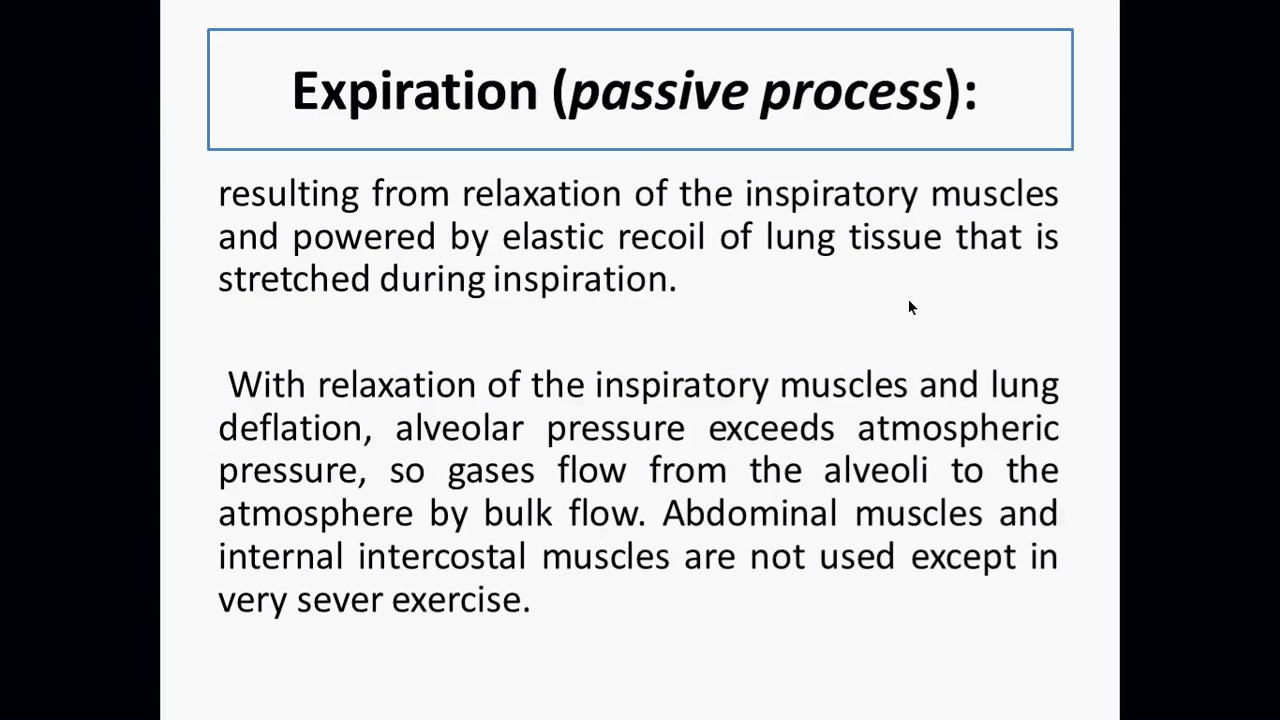 Expiration (passive process):
resulting from relaxation of the inspiratory muscles
and powered by elastic recoil of lung tissue that is
stretched during inspiration.
With relaxation of the inspiratory muscles and lung
deflation, alveolar pressure exceeds atmospheric
pressure, so gases flow from the alveoli to the
atmosphere by bulk flow. Abdominal muscles and
internal intercostal muscles are not used except in
very sever exercise.